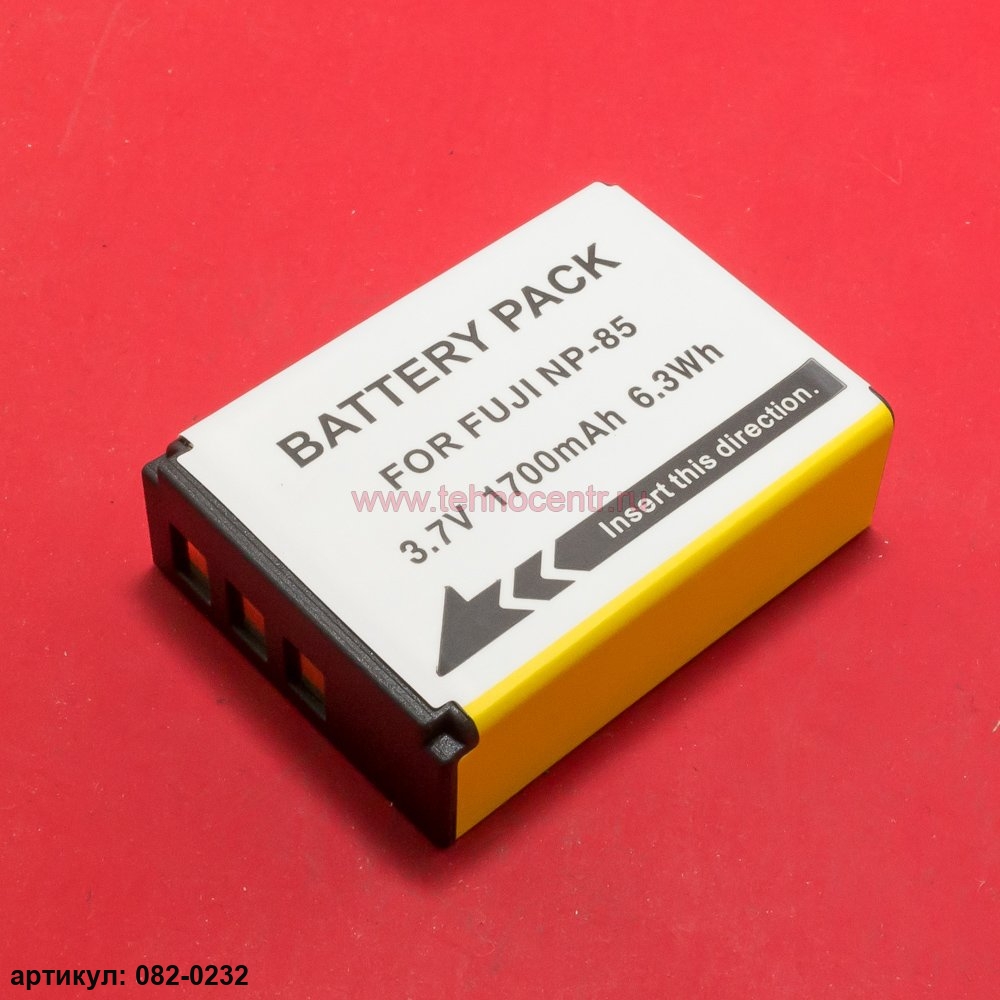 BATTERY PACK
FOR FUJI NP-85
3.7V 1700mAh 6.3Wh
Insert this direction.
www.tehnocentr.ru
артикул: 082-0232